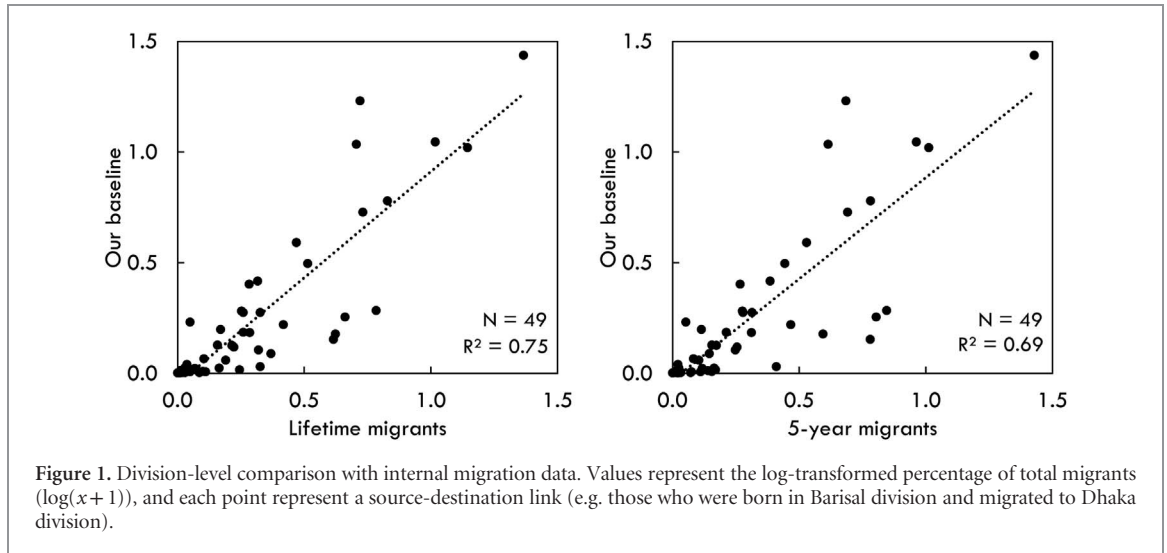 1.5
1.0
0.5
0.0
Our baseline
N = 49
R² = 0.75
0.0 0.5 1.0 1.5
Lifetime migrants
1.5
1.0
0.5
0.0
Our baseline
N = 49
R² = 0.69
0.0 0.5 1.0 1.5
5-year migrants
Figure 1. Division-level comparison with internal migration data. Values represent the log-transformed percentage of total migrants
(log(x + 1)), and each point represent a source-destination link (e.g. those who were born in Barisal division and migrated to Dhaka
division).